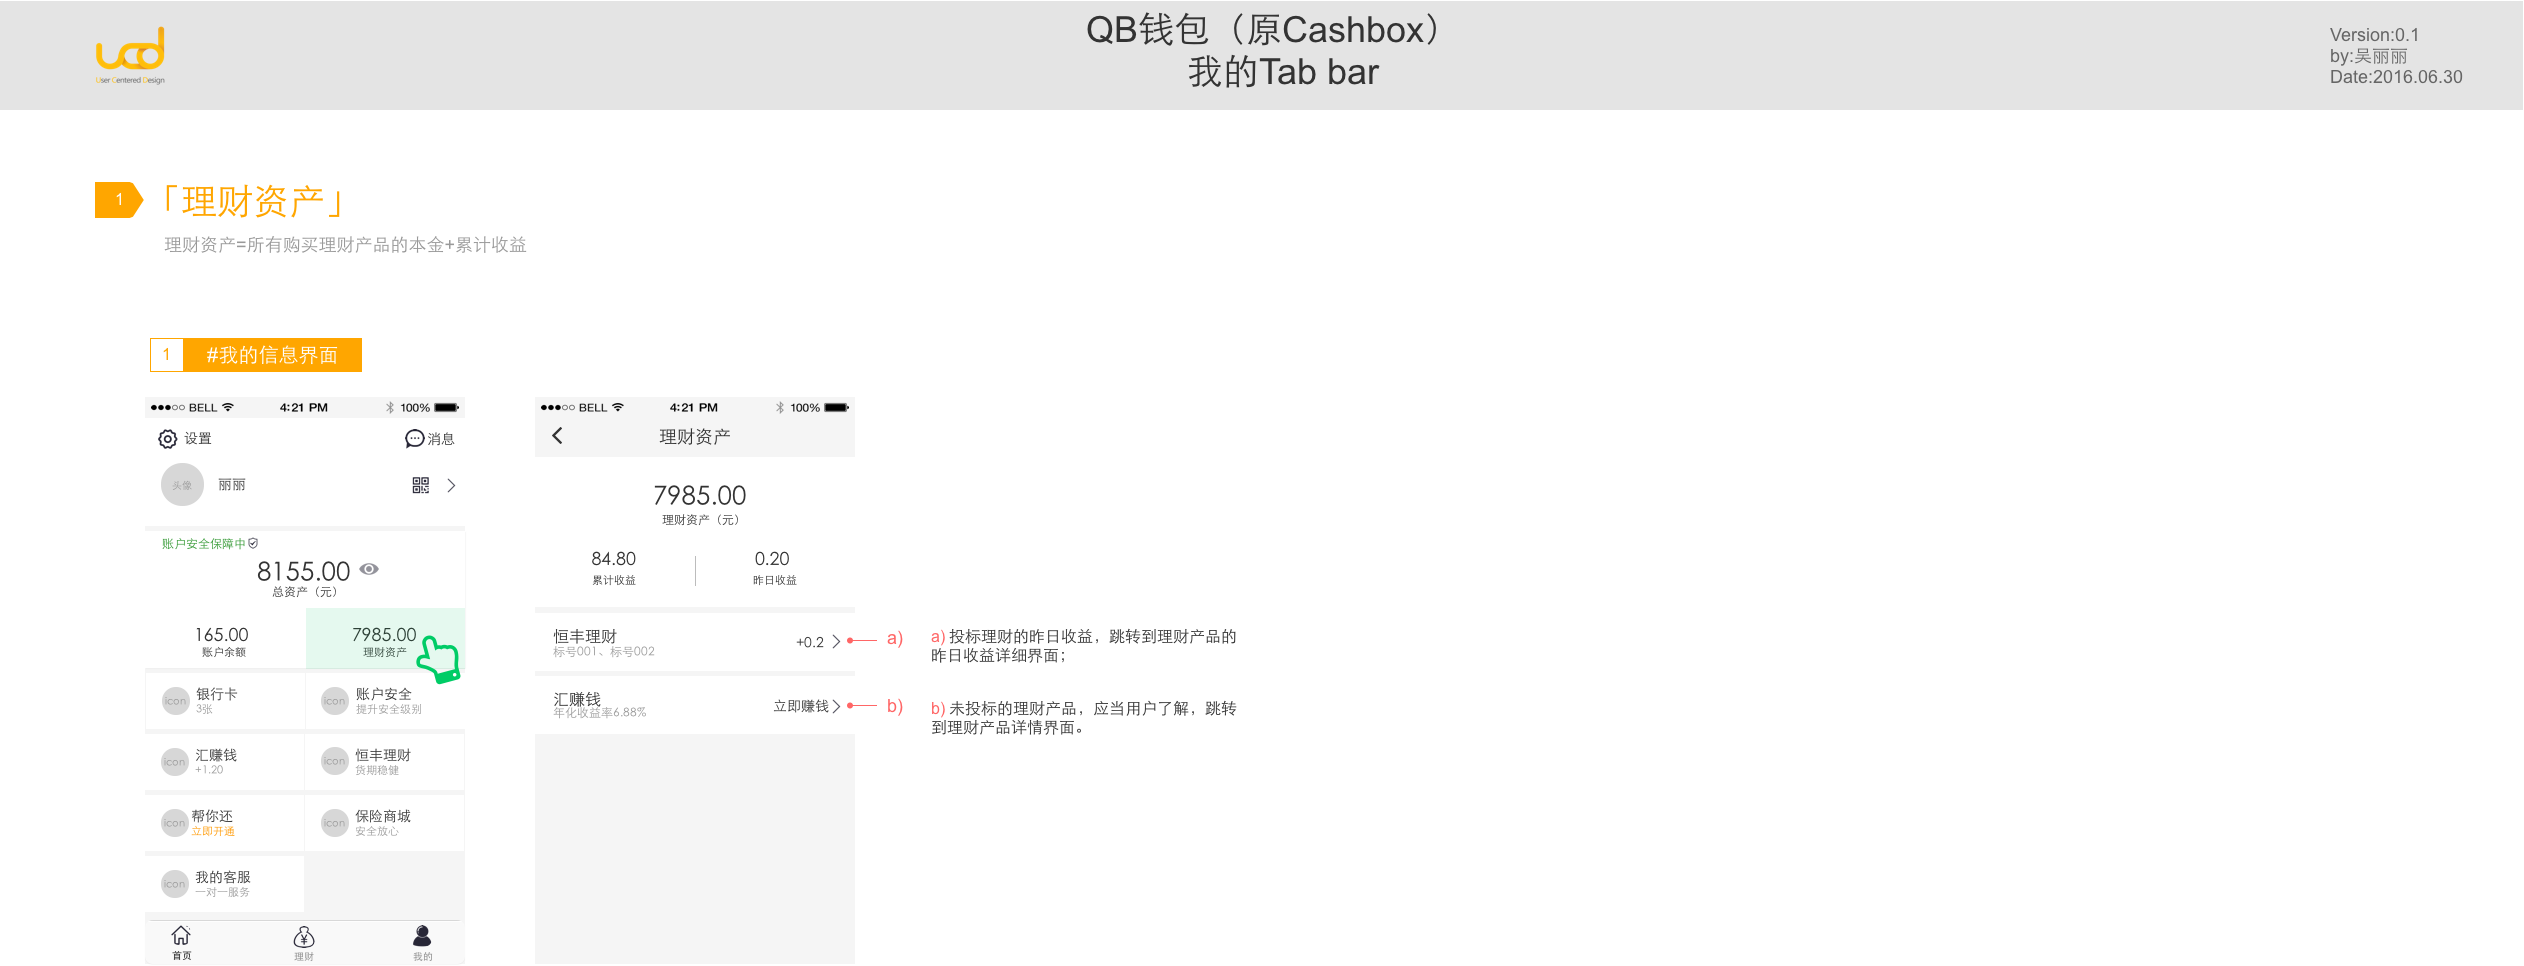 QB钱包（原Cashbox）
我的Tab bar
User Centered Design
Version:0.1
by:吴丽丽
Date:2016.06.30
1
「理财资产」
理财资产=所有购买理财产品的本金+累计收益
1
#我的信息界面
BELL
4:21 PM
100%
设置
消息
头像
丽丽
账户安全保障中
8155.00
总资产（元）
165.00
账户余额
7985.00
理财资产
icon
银行卡
3张
icon
账户安全
提升安全级别
icon
汇赚钱
+1.20
icon
恒丰理财
货期稳健
icon
帮你还
立即开通
icon
保险商城
安全放心
icon
我的客服
一对一服务
首页
理财
我的
BELL
4:21 PM
100%
理财资产
7985.00
理财资产（元）
84.80
累计收益
0.20
昨日收益
恒丰理财
标号001、标号002
+0.2
汇赚钱
年化收益率6.88%
立即赚钱
a)
a) 投标理财的昨日收益，跳转到理财产品的
昨日收益详细界面；
b)
b) 未投标的理财产品，应当用户了解，跳转
到理财产品详情界面。